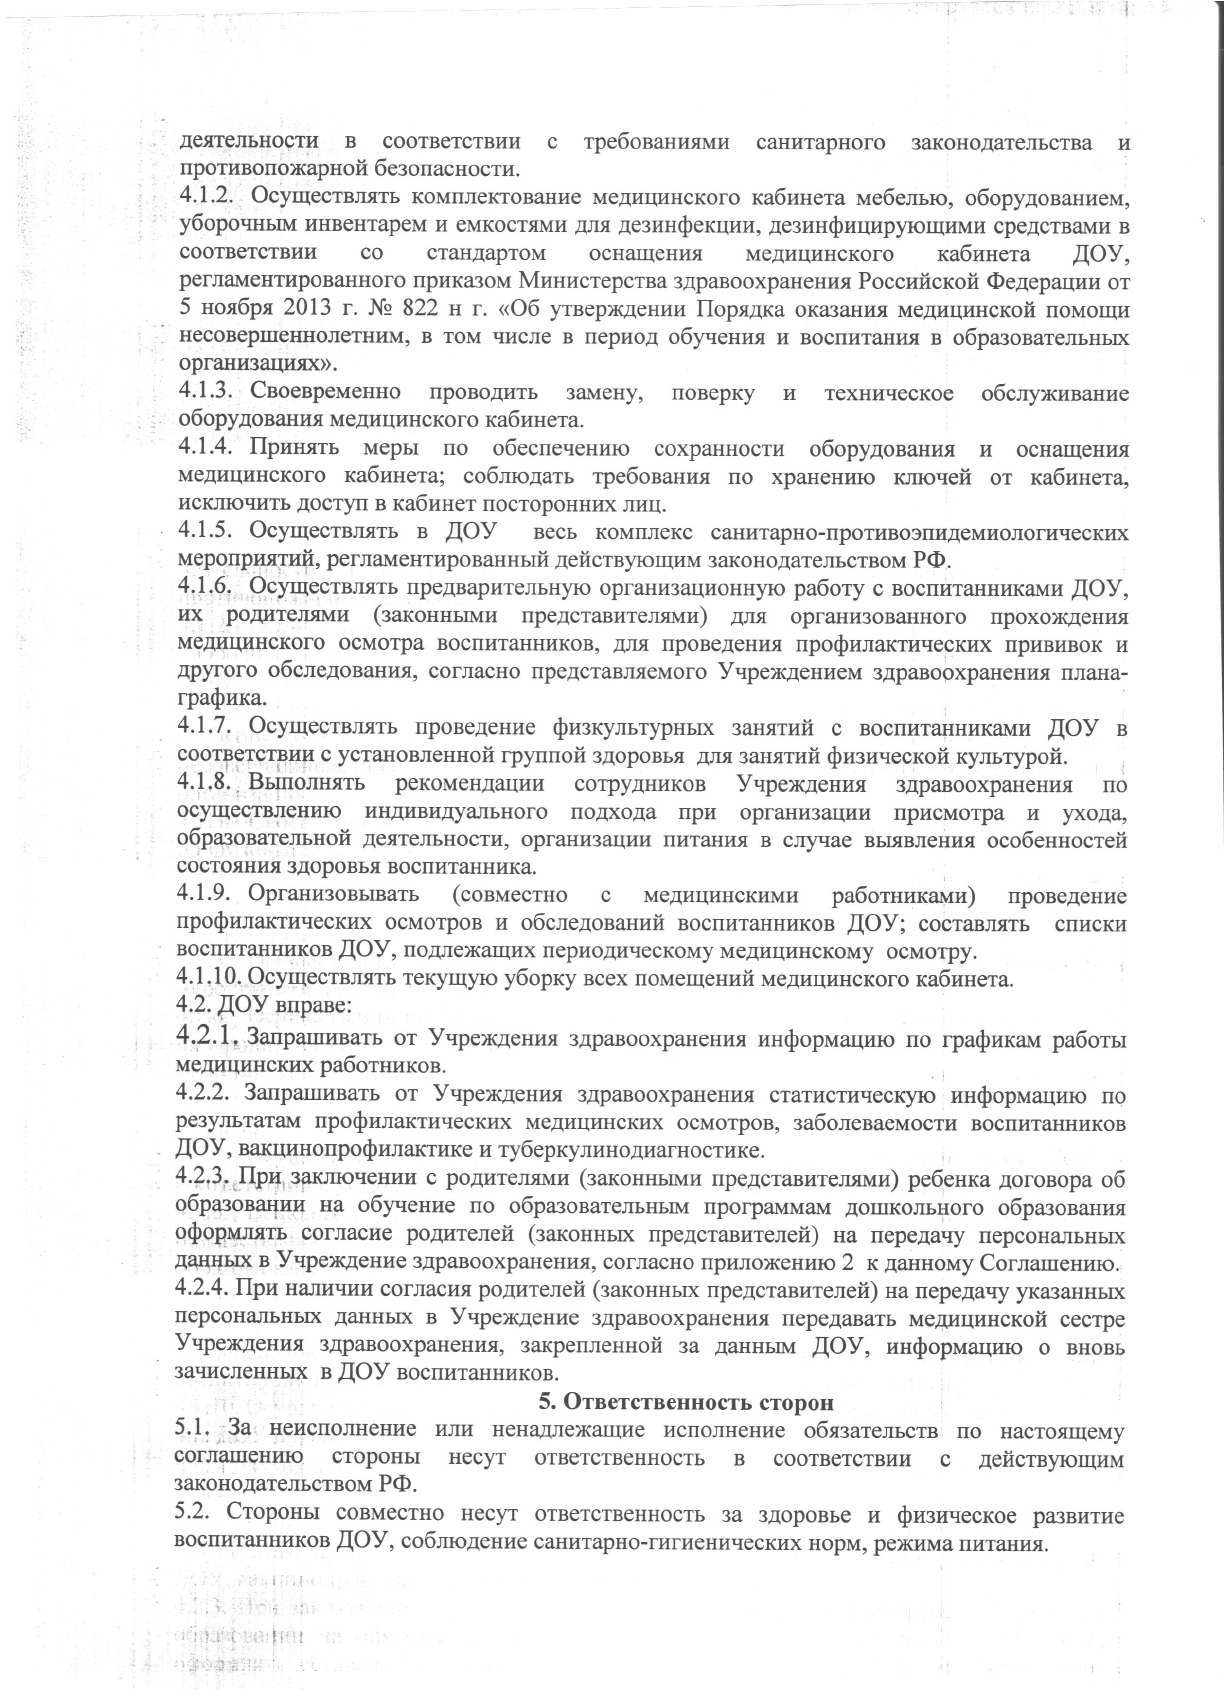 деятельности в соответствии с требованиями санитарного законодательства и
противопожарной безопасности.
4.1.2. Осуществлять комплектование медицинского кабинета мебелью, оборудованием,
уборочным инвентарем и емкостями для дезинфекции, дезинфицирующими средствами в
соответствии со стандартом оснащения медицинского кабинета ДОУ,
регламентированного приказом Министерства здравоохранения Российской Федерации от
5 ноября 2013 г. № 822 н г. «Об утверждении Порядка оказания медицинской помощи
несовершеннолетним, в том числе в период обучения и воспитания в образовательных
организациях».
4.1.3. Своевременно проводить замену, поверку и техническое обслуживание
оборудования медицинского кабинета.
4.1.4. Принять меры по обеспечению сохранности оборудования и оснащения
медицинского кабинета; соблюдать требования по хранению ключей от кабинета,
исключить доступ в кабинет посторонних лиц.
4.1.5. Осуществлять в ДОУ весь комплекс санитарно-противоэпидемиологических
мероприятий, регламентированный действующим законодательством РФ.
4.1.6. Осуществлять предварительную организационную работу с воспитанниками ДОУ,
их родителями (законными представителями) для организованного прохождения
медицинского осмотра воспитанников, для проведения профилактических прививок и
другого обследования, согласно представляемого Учреждением здравоохранения плана-
графика.
4.1.7. Осуществлять проведение физкультурных занятий с воспитанниками ДОУ в
соответствии с установленной группой здоровья для занятий физической культурой.
4.1.8. Выполнять рекомендации сотрудников Учреждения здравоохранения по
осуществлению индивидуального подхода при организации присмотра и ухода,
образовательной деятельности, организации питания в случае выявления особенностей
состояния здоровья воспитанника.
4.1.9. Организовывать (совместно с медицинскими работниками) проведение
профилактических осмотров и обследований воспитанников ДОУ; составлять списки
воспитанников ДОУ, подлежащих периодическому медицинскому осмотру.
4.1.10. Осуществлять текущую уборку всех помещений медицинского кабинета.
4.2. ДОУ вправе:
4.2.1. Запрашивать от Учреждения здравоохранения информацию по графикам работы
медицинских работников.
4.2.2. Запрашивать от Учреждения здравоохранения статистическую информацию по
результатам профилактических медицинских осмотров, заболеваемости воспитанников
ДОУ, вакцинопрофилактике и туберкулинодиагностике.
4.2.3. При заключении с родителями (законными представителями) ребенка договора об
образовании на обучение по образовательным программам дошкольного образования
оформлять согласие родителей (законных представителей) на передачу персональных
данных в Учреждение здравоохранения, согласно приложению 2 к данному Соглашению.
4.2.4. При наличии согласия родителей (законных представителей) на передачу указанных
персональных данных в Учреждение здравоохранения передавать медицинской сестре
Учреждения здравоохранения, закрепленной за данным ДОУ, информацию о вновь
зачисленных в ДОУ воспитанников.
5. Ответственность сторон
5.1. За неисполнение или ненадлежащие исполнение обязательств по настоящему
соглашению стороны несут ответственность в соответствии с действующим
законодательством РФ.
5.2. Стороны совместно несут ответственность за здоровье и физическое развитие
воспитанников ДОУ, соблюдение санитарно-гигиенических норм, режима питания.